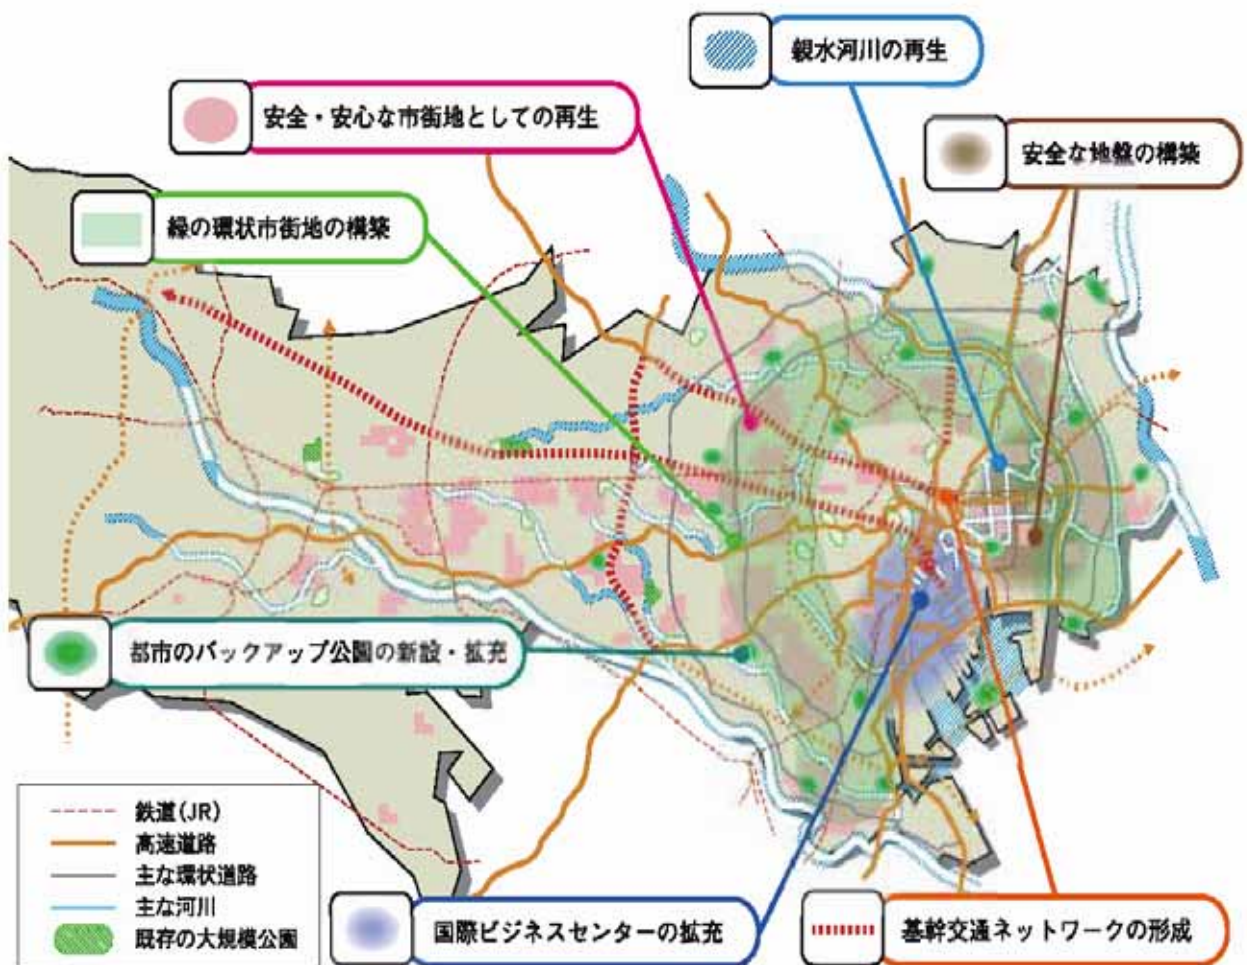 親水河川の再生
安全・安心な市街地としての再生
安全な地盤の構築
緑の環状市街地の構築
都市のバックアップ公園の新設・拡充
鉄道(JR)
高速道路
主な環状道路
主な河川
既存の大規模公園
国際ビジネスセンターの拡充
基幹交通ネットワークの形成